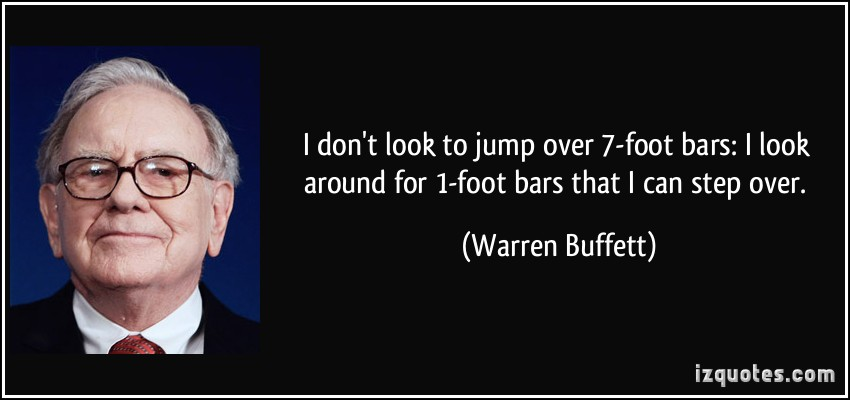 I don't look to jump over 7-foot bars: I look
around for 1-foot bars that I can step over.
(Warren Buffett)
izquotes.com